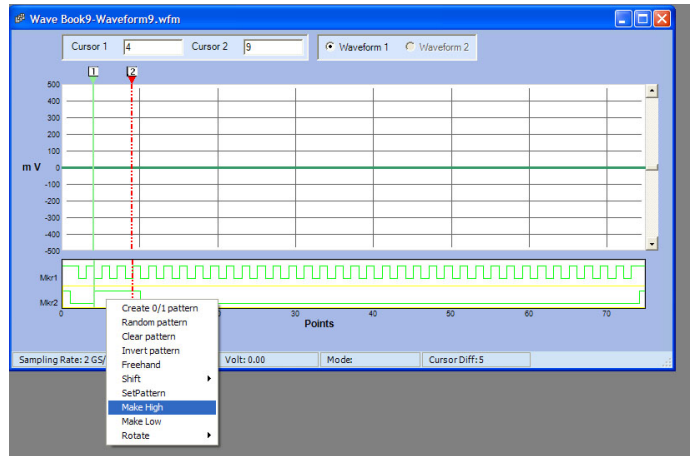 Wave Book9-Waveform9.wfm
Cursor 1 4 Cursor 2 9 Waveform 1 Waveform 2
1 2
500
400
300
200
100
m V 0
-100
-200
-300
-400
-500
Mkr1
Mkr2
0 30 40 50 60 70
Points
Create 0/1 pattern
Random pattern
Clear pattern
Invert pattern
Freehand
Shift
SetPattern
Make High
Make Low
Rotate
Sampling Rate: 2 GS/ Volt: 0.00 Mode: Cursor Diff:5